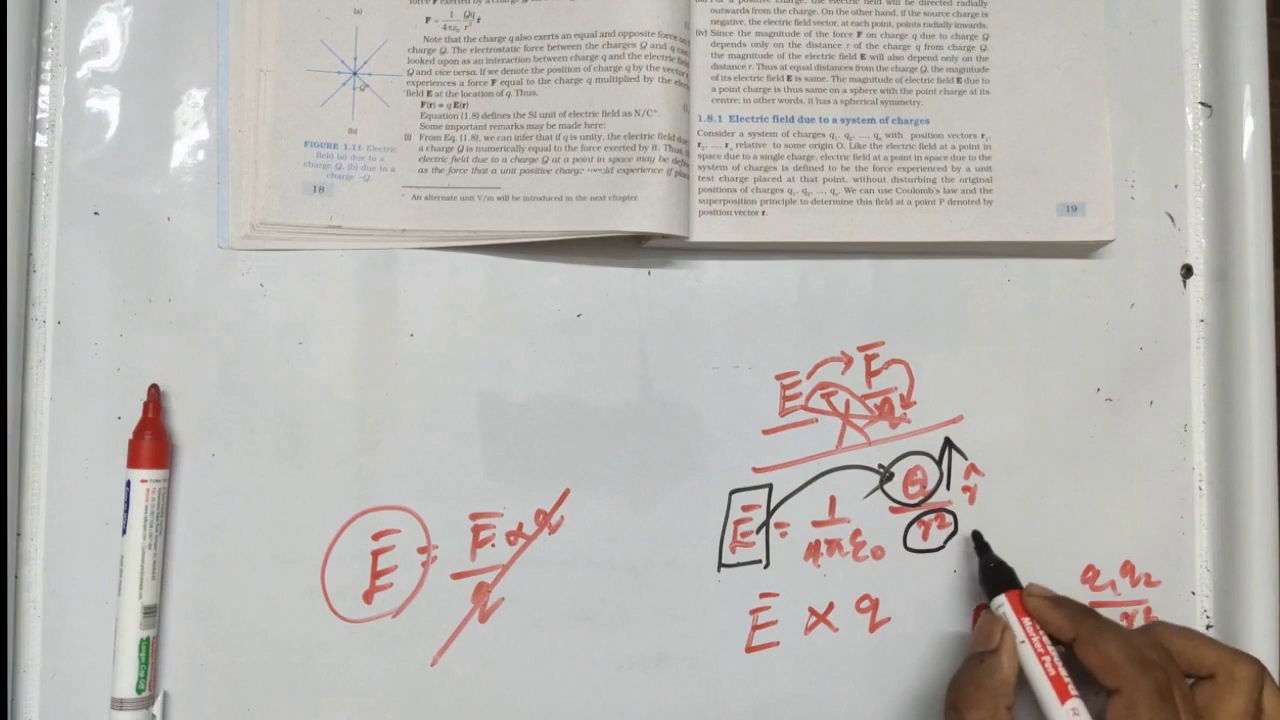 (a)
(b)
FIGURE 1.11 Electric
field (a) due to a
charge Q, (b) due to a
charge –Q.
18
F = 1/4πε₀ Qq/r² r̂
Note that the charge q also exerts an equal and opposite force
charge Q. The electrostatic force between the charges Q and q
looked upon as an interaction between charge q and the electric
Q and vice versa. If we denote the position of charge q by the vector
experiences a force F equal to the charge q multiplied by the
field E at the location of q. Thus,
F(r) = q E(r)
Equation (1.8) defines the SI unit of electric field as N/C*.
Some important remarks may be made here:
(i) From Eq. (1.8), we can infer that if q is unity, the electric field
a charge Q is numerically equal to the force exerted by it. Thus,
electric field due to a charge Q at a point in space may be
as the force that a unit positive charge would experience if
* An alternate unit V/m will be introduced in the next chapter.
outwards from the charge. On the other hand, if the source charge is
negative, the electric field vector, at each point, points radially inwards.
(iv) Since the magnitude of the force F on charge q due to charge Q
depends only on the distance r of the charge q from charge Q,
the magnitude of the electric field E will also depend only on the
distance r. Thus at equal distances from the charge Q, the magnitude
of its electric field E is same. The magnitude of electric field E due to
a point charge is thus same on a sphere with the point charge at its
centre; in other words, it has a spherical symmetry.
1.8.1 Electric field due to a system of charges
Consider a system of charges q₁, q₂, ..., qₙ with position vectors r₁,
r₂, ..., rₙ relative to some origin O. Like the electric field at a point in
space due to a single charge, electric field at a point in space due to the
system of charges is defined to be the force experienced by a unit
test charge placed at that point, without disturbing the original
positions of charges q₁, q₂, ..., qₙ. We can use Coulomb's law and the
superposition principle to determine this field at a point P denoted by
position vector r.
19
E̅ F̅
E̅ = F̅ × q / q
E̅ = 1/4πε₀ Q/r² r̂
E̅ × q
q₁q₂/r²